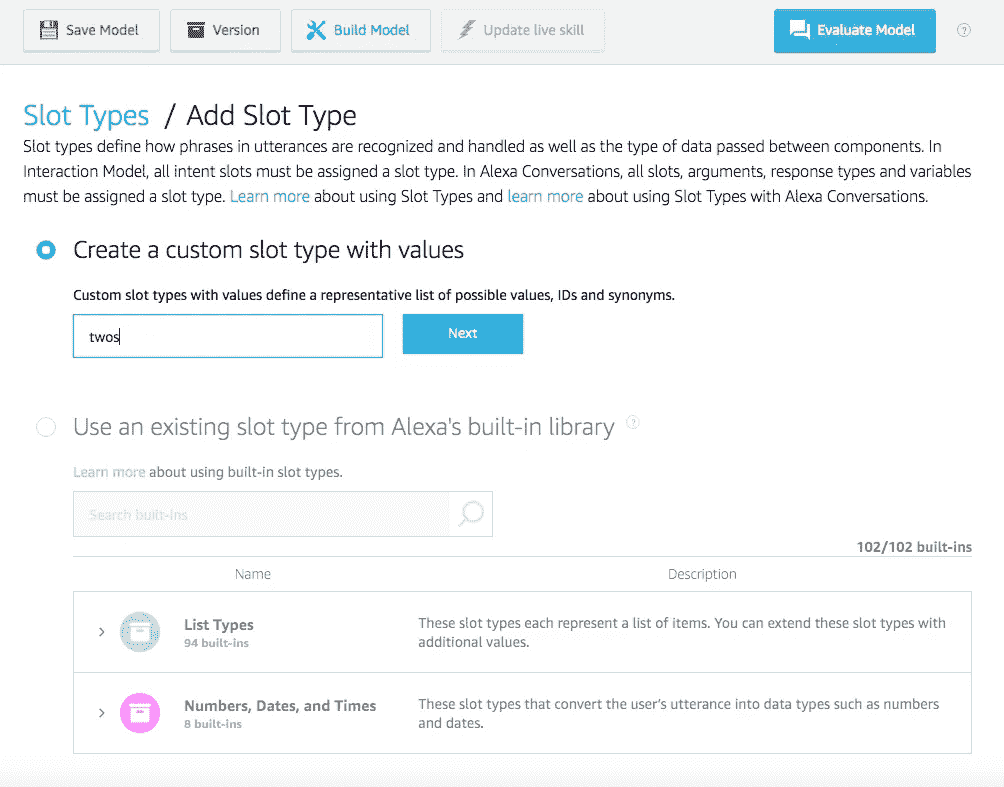 Save Model
Version
Build Model
Update live skill
Evaluate Model
?
Slot Types / Add Slot Type
Slot types define how phrases in utterances are recognized and handled as well as the type of data passed between components. In
Interaction Model, all intent slots must be assigned a slot type. In Alexa Conversations, all slots, arguments, response types and variables
must be assigned a slot type. Learn more about using Slot Types and learn more about using Slot Types with Alexa Conversations.
Create a custom slot type with values
Custom slot types with values define a representative list of possible values, IDs and synonyms.
twos
Next
Use an existing slot type from Alexa's built-in library ?
Learn more about using built-in slot types.
Search built-ins
102/102 built-ins
Name Description
List Types
94 built-ins
These slot types each represent a list of items. You can extend these slot types with
additional values.
Numbers, Dates, and Times
8 built-ins
These slot types that convert the user's utterance into data types such as numbers
and dates.